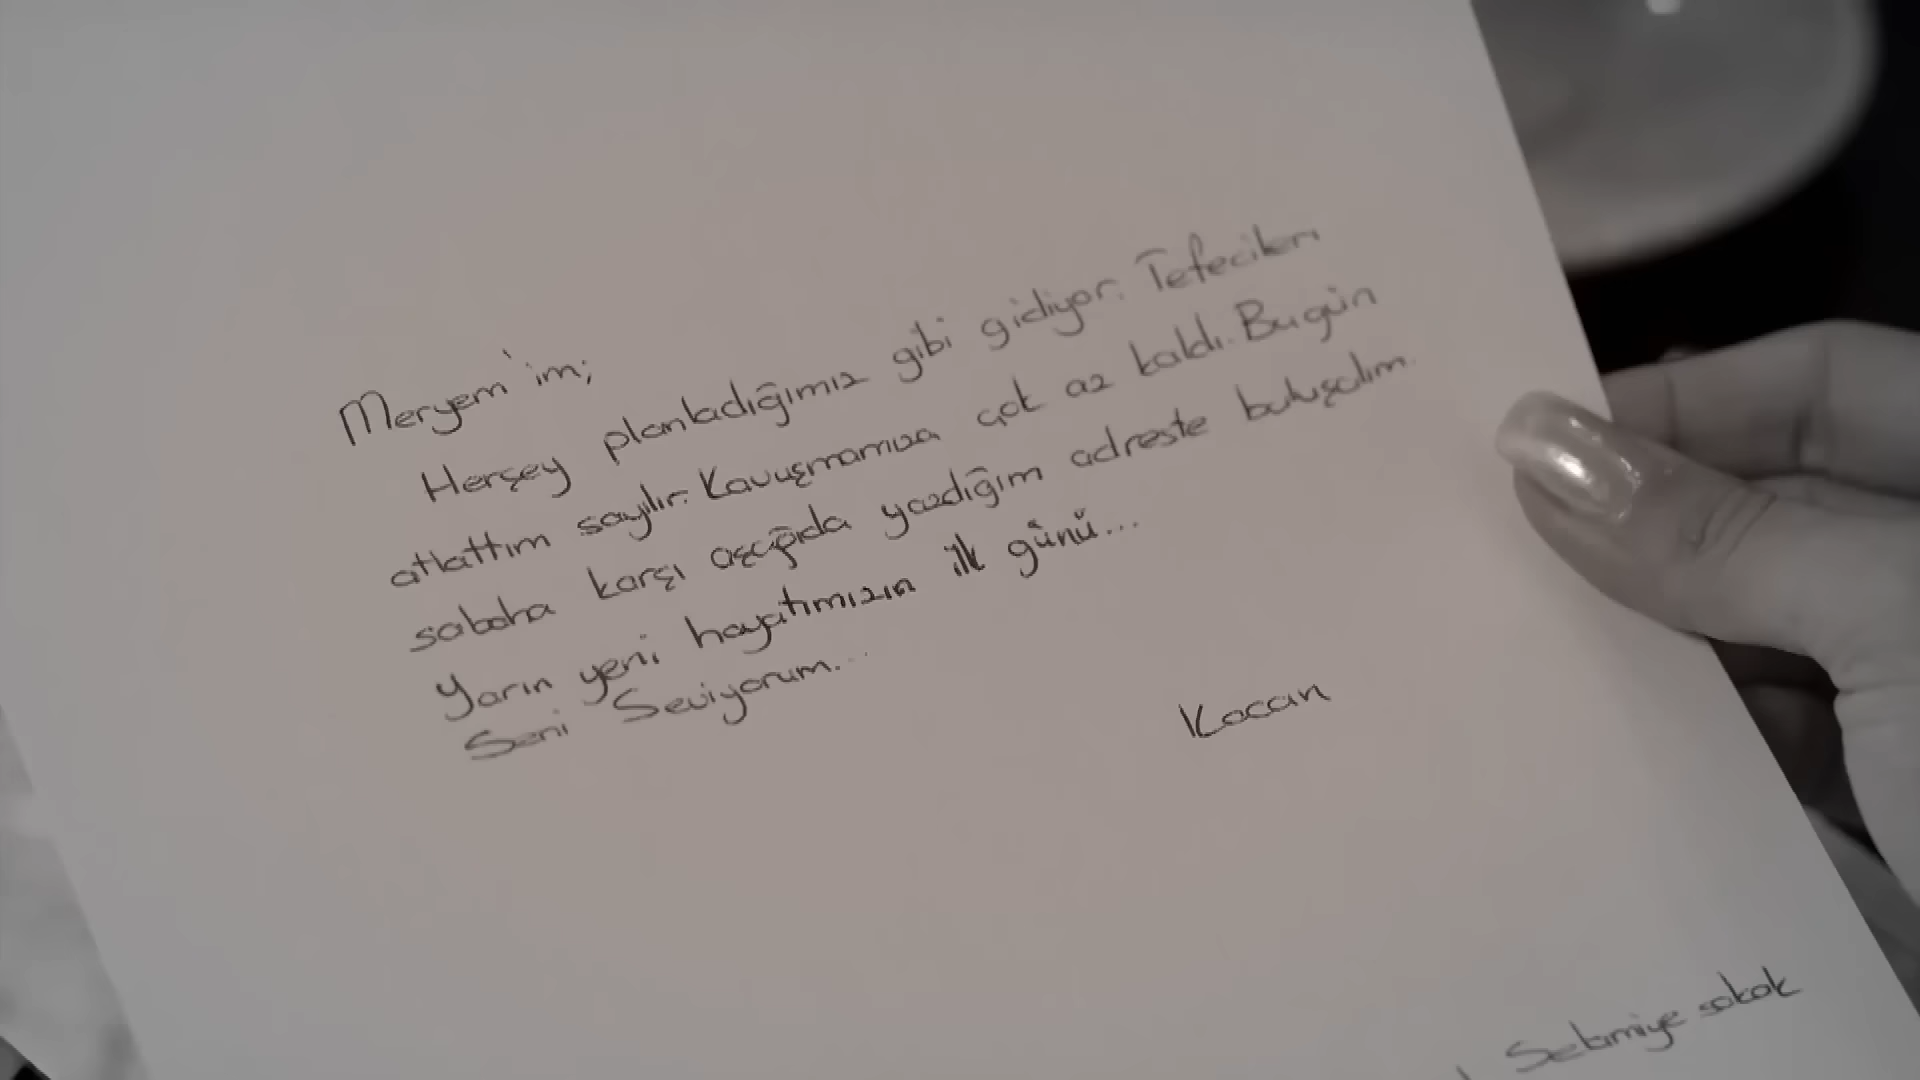 Meryem'im;
Herşey planladığımız gibi gidiyor. Tefecileri
atlattım sayılır. Kavuşmamıza çok az kaldı. Bugün
sabaha karşı aşağıda yazdığım adreste buluşalım.
Yarın yeni hayatımızın ilk günü...
Seni Seviyorum...
Kocan
Selimiye sokak